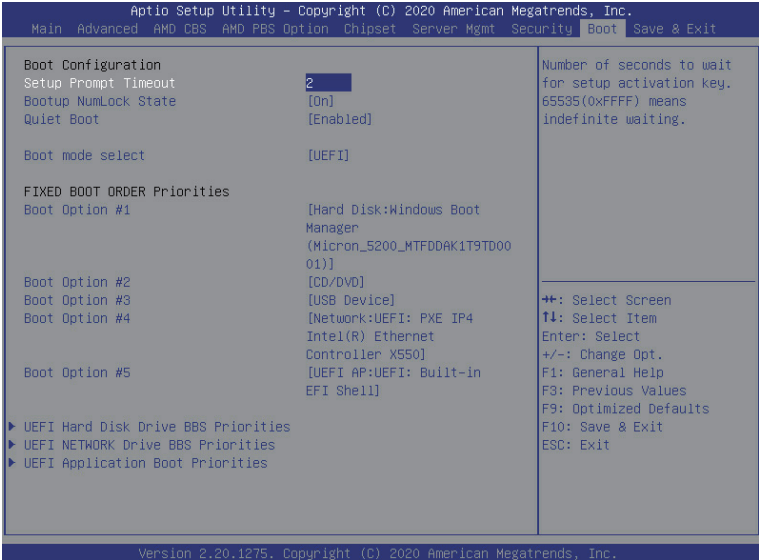 Aptio Setup Utility – Copyright (C) 2020 American Megatrends, Inc.
Main Advanced AMD CBS AMD PBS Option Chipset Server Mgmt Security Boot Save & Exit
Boot Configuration
Setup Prompt Timeout 2
Bootup NumLock State [On]
Quiet Boot [Enabled]
Boot mode select [UEFI]
FIXED BOOT ORDER Priorities
Boot Option #1 [Hard Disk:Windows Boot
Manager
(Micron_5200_MTFDDAK1T9TD00
01)]
Boot Option #2 [CD/DVD]
Boot Option #3 [USB Device]
Boot Option #4 [Network:UEFI: PXE IP4
Intel(R) Ethernet
Controller X550]
Boot Option #5 [UEFI AP:UEFI: Built-in
EFI Shell]
UEFI Hard Disk Drive BBS Priorities
UEFI NETWORK Drive BBS Priorities
UEFI Application Boot Priorities
Number of seconds to wait
for setup activation key.
65535(0xFFFF) means
indefinite waiting.
→←: Select Screen
↑↓: Select Item
Enter: Select
+/-: Change Opt.
F1: General Help
F3: Previous Values
F9: Optimized Defaults
F10: Save & Exit
ESC: Exit
Version 2.20.1275. Copyright (C) 2020 American Megatrends, Inc.